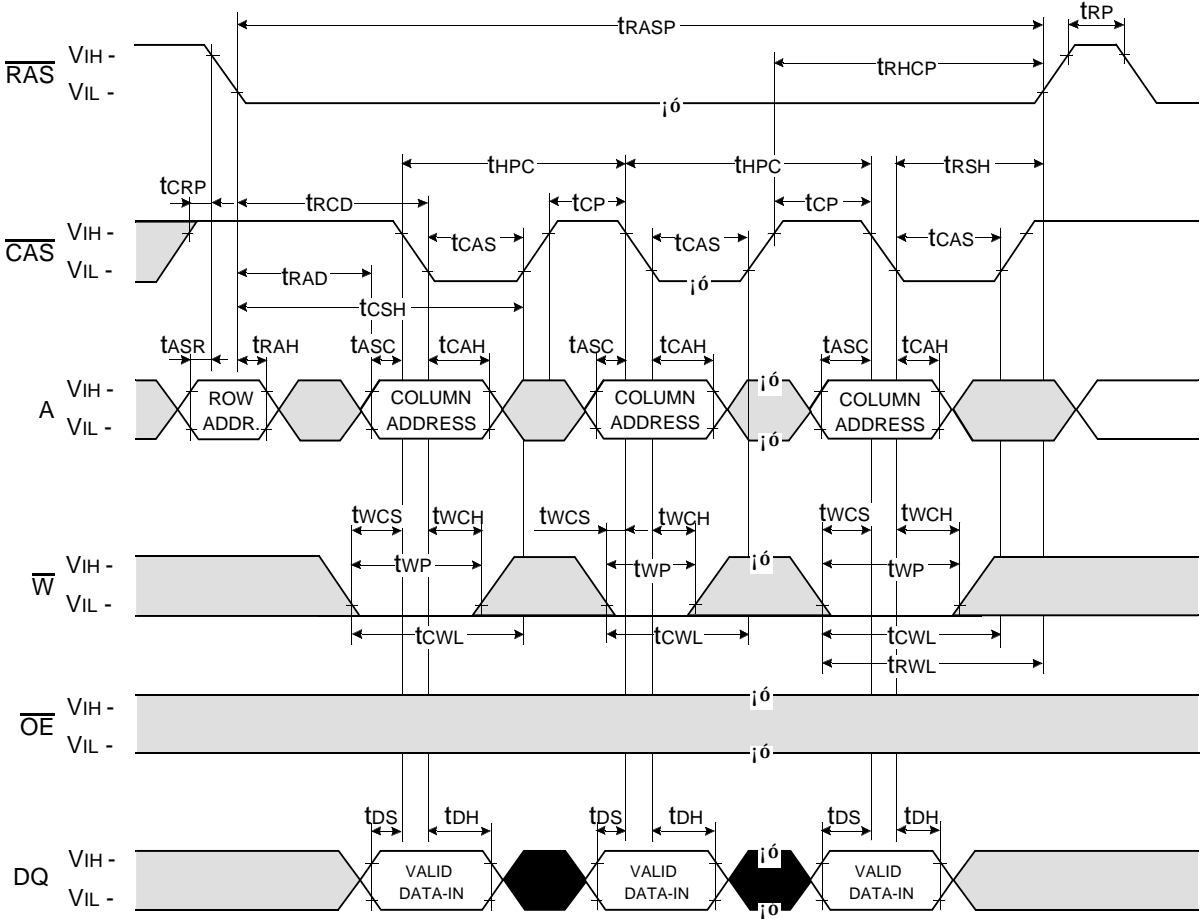 tRASP
tRP
RAS
VIH -
VIL -
tRHCP
¡ó
tHPC
tHPC
tRSH
tCRP
tRCD
tCP
tCP
CAS
VIH -
VIL -
tCAS
tCAS
tCAS
tRAD
¡ó
tCSH
tASR
tRAH
tASC
tCAH
tASC
tCAH
tASC
tCAH
A
VIH -
VIL -
ROW
ADDR.
COLUMN
ADDRESS
COLUMN
ADDRESS
¡ó
¡ó
COLUMN
ADDRESS
tWCS
tWCH
tWCS
tWCH
tWCS
tWCH
W
VIH -
VIL -
tWP
tWP
¡ó
tWP
tCWL
tCWL
tCWL
tRWL
OE
VIH -
VIL -
¡ó
¡ó
tDS
tDH
tDS
tDH
tDS
tDH
DQ
VIH -
VIL -
VALID
DATA-IN
VALID
DATA-IN
¡ó
¡ó
VALID
DATA-IN